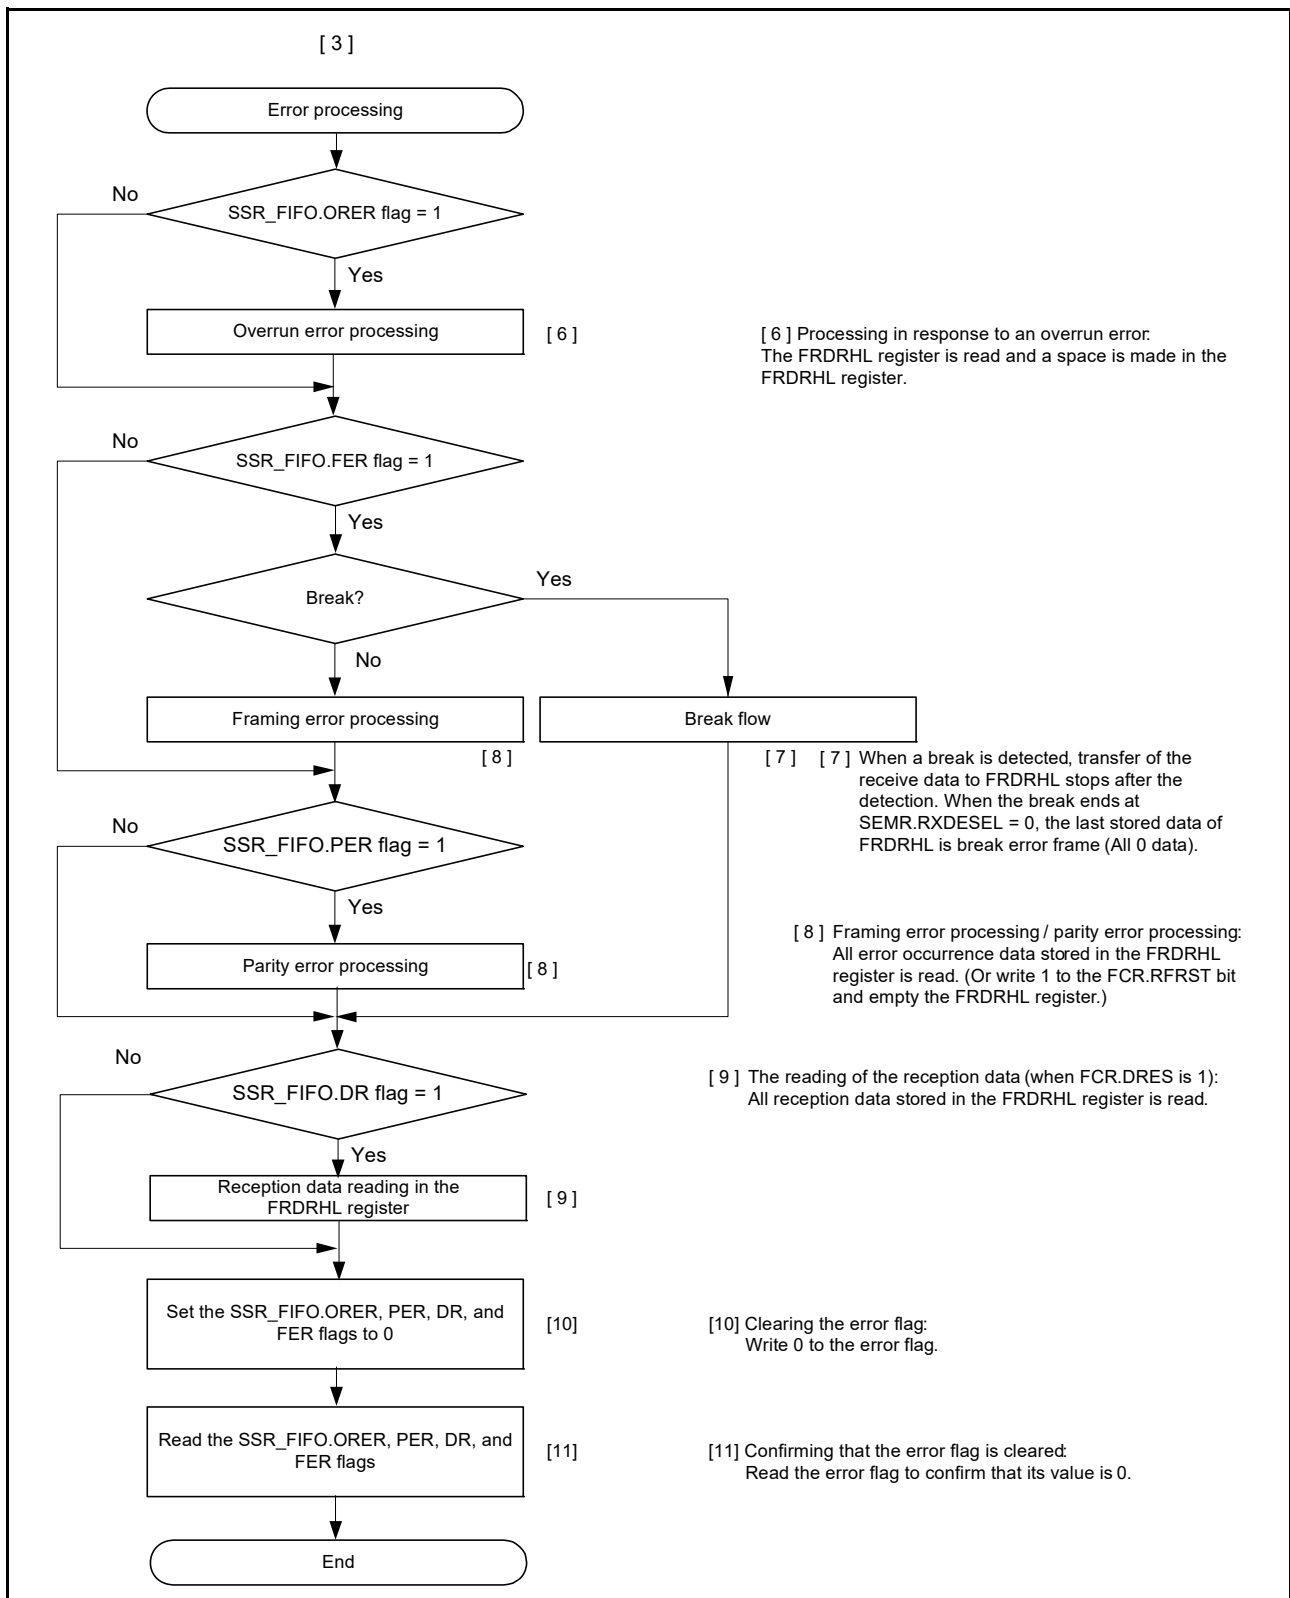 [ 3 ]
Error processing
No
SSR_FIFO.ORER flag = 1
Yes
Overrun error processing
[ 6 ]
[ 6 ] Processing in response to an overrun error:
The FRDRHL register is read and a space is made in the
FRDRHL register.
No
SSR_FIFO.FER flag = 1
Yes
Break?
Yes
No
Framing error processing
[ 8 ]
Break flow
[ 7 ]
[ 7 ] When a break is detected, transfer of the
receive data to FRDRHL stops after the
detection. When the break ends at
SEMR.RXDESEL = 0, the last stored data of
FRDRHL is break error frame (All 0 data).
No
SSR_FIFO.PER flag = 1
Yes
Parity error processing
[ 8 ]
[ 8 ] Framing error processing / parity error processing:
All error occurrence data stored in the FRDRHL
register is read. (Or write 1 to the FCR.RFRST bit
and empty the FRDRHL register.)
No
SSR_FIFO.DR flag = 1
[ 9 ] The reading of the reception data (when FCR.DRES is 1):
All reception data stored in the FRDRHL register is read.
Yes
Reception data reading in the
FRDRHL register
[ 9 ]
Set the SSR_FIFO.ORER, PER, DR, and
FER flags to 0
[10]
[10] Clearing the error flag:
Write 0 to the error flag.
Read the SSR_FIFO.ORER, PER, DR, and
FER flags
[11]
[11] Confirming that the error flag is cleared:
Read the error flag to confirm that its value is 0.
End